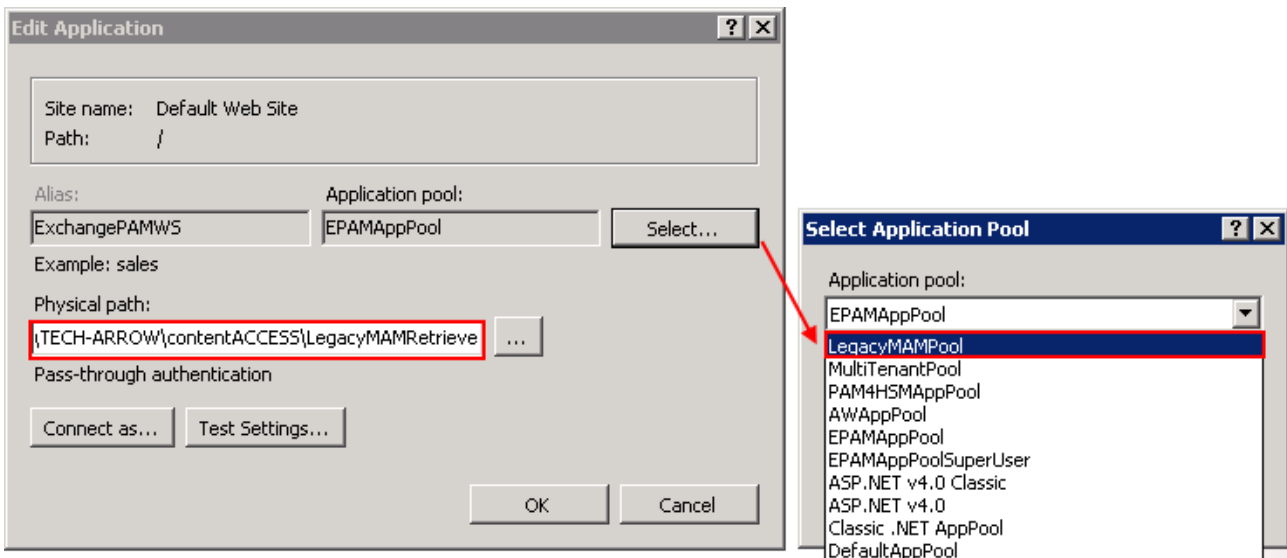 Edit Application
Site name: Default Web Site
Path: /
Alias:
Application pool:
ExchangePAMWS
EPAMAppPool
Select...
Example: sales
Physical path:
\TECH-ARROW\contentACCESS\LegacyMAMRetrieve
...
Pass-through authentication
Connect as...
Test Settings...
OK
Cancel
Select Application Pool
Application pool:
EPAMAppPool
LegacyMAMPool
MultiTenantPool
PAM4HSMAppPool
AWAppPool
EPAMAppPool
EPAMAppPoolSuperUser
ASP.NET v4.0 Classic
ASP.NET v4.0
Classic .NET AppPool
DefaultAppPool